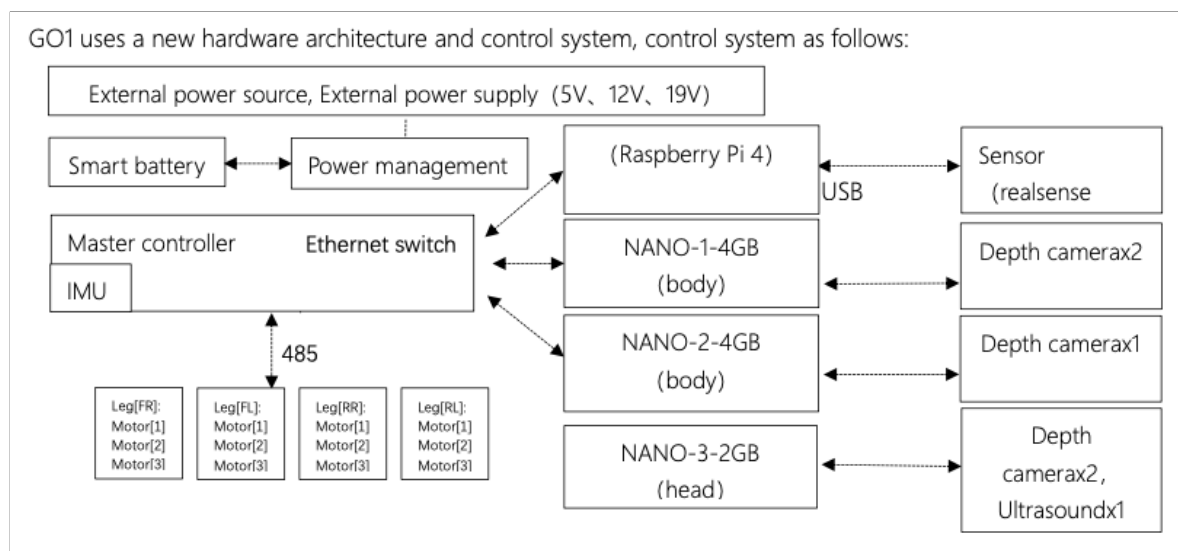 GO1 uses a new hardware architecture and control system, control system as follows:
External power source, External power supply（5V、12V、19V）
Smart battery
Power management
(Raspberry Pi 4)
USB
Sensor
(realsense
Master controller
Ethernet switch
IMU
NANO-1-4GB
(body)
Depth camerax2
NANO-2-4GB
(body)
Depth camerax1
485
Leg[FR]:
Motor[1]
Motor[2]
Motor[3]
Leg[FL]:
Motor[1]
Motor[2]
Motor[3]
Leg[RR]:
Motor[1]
Motor[2]
Motor[3]
Leg[RL]:
Motor[1]
Motor[2]
Motor[3]
NANO-3-2GB
(head)
Depth
camerax2，
Ultrasoundx1